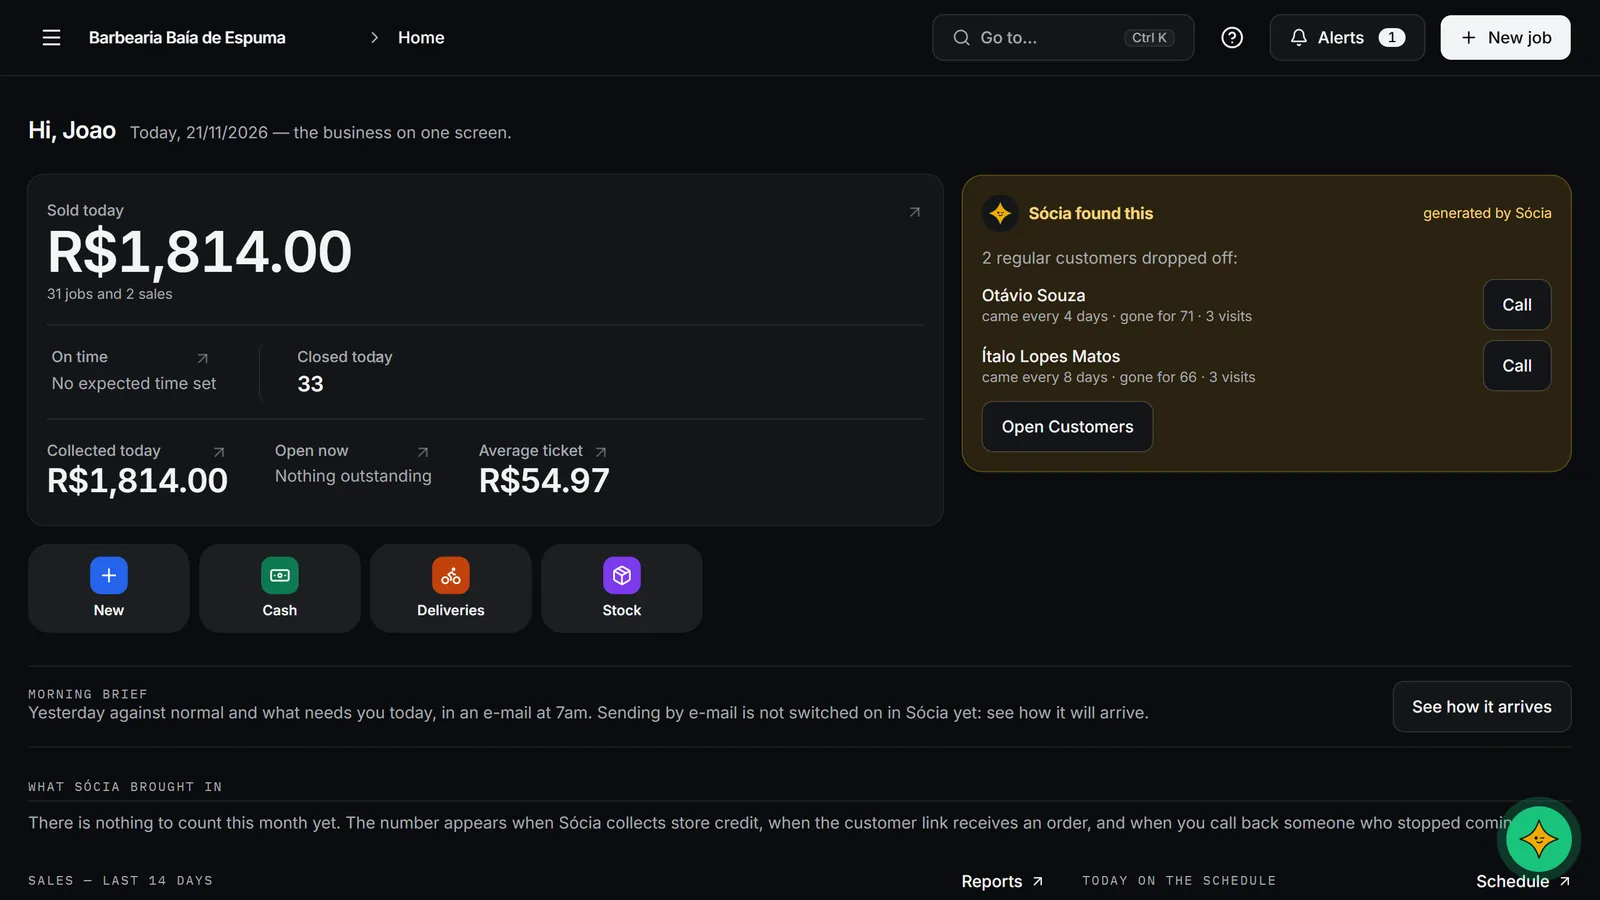 Barbearia Baía de Espuma
Home
Go to...
Ctrl K
Alerts
1
New job
Hi, Joao
Today, 21/11/2026 — the business on one screen.
Sold today
R$1,814.00
31 jobs and 2 sales
On time
No expected time set
Closed today
33
Collected today
R$1,814.00
Open now
Nothing outstanding
Average ticket
R$54.97
Sócia found this
generated by Sócia
2 regular customers dropped off:
Otávio Souza
came every 4 days · gone for 71 · 3 visits
Call
Ítalo Lopes Matos
came every 8 days · gone for 66 · 3 visits
Call
Open Customers
New
Cash
Deliveries
Stock
MORNING BRIEF
Yesterday against normal and what needs you today, in an e-mail at 7am. Sending by e-mail is not switched on in Sócia yet: see how it will arrive.
See how it arrives
WHAT SÓCIA BROUGHT IN
There is nothing to count this month yet. The number appears when Sócia collects store credit, when the customer link receives an order, and when you call back someone who stopped
SALES — LAST 14 DAYS
Reports
TODAY ON THE SCHEDULE
Schedule